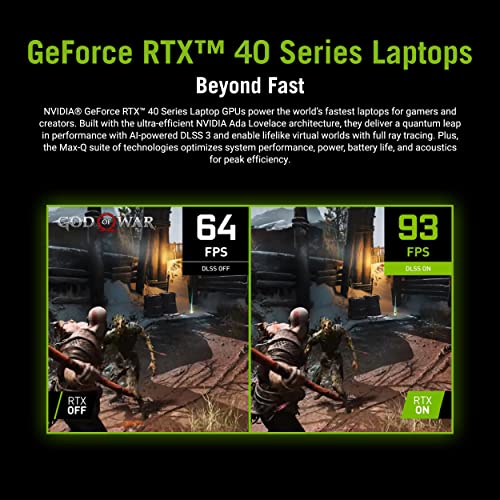 GeForce RTX™ 40 Series Laptops
Beyond Fast
NVIDIA® GeForce RTX™ 40 Series Laptop GPUs power the world's fastest laptops for gamers and
creators. Built with the ultra-efficient NVIDIA Ada Lovelace architecture, they deliver a quantum leap
in performance with AI-powered DLSS 3 and enable lifelike virtual worlds with full ray tracing. Plus,
the Max-Q suite of technologies optimizes system performance, power, battery life, and acoustics
for peak efficiency.
GOD OF WAR
64
FPS
DLSS OFF
93
FPS
DLSS ON
RTX
OFF
RTX
ON